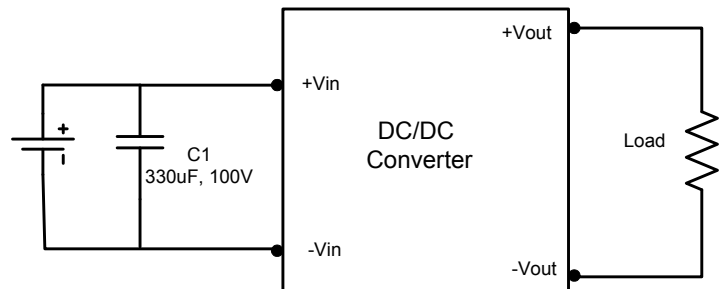 +Vout
+Vin
+
DC/DC
Converter
Load
C1
330uF, 100V
-Vin
-Vout